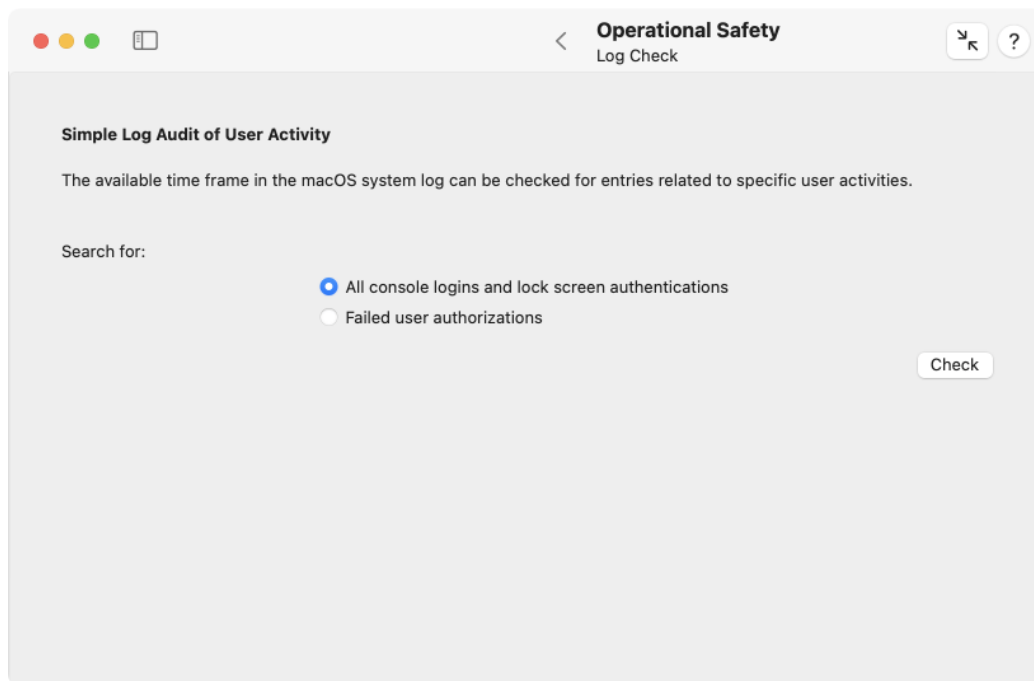 Operational Safety
Log Check
?
Simple Log Audit of User Activity
The available time frame in the macOS system log can be checked for entries related to specific user activities.
Search for:
All console logins and lock screen authentications
Failed user authorizations
Check